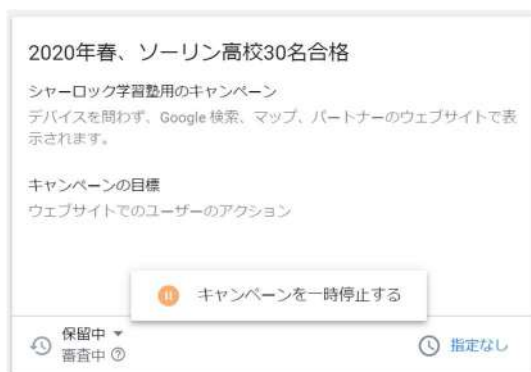 2020年春、ソーリン高校30名合格
シャーロック学習塾用のキャンペーン
デバイスを問わず、Google 検索、マップ、パートナーのウェブサイトで表
示されます。
キャンペーンの目標
ウェブサイトでのユーザーのアクション
キャンペーンを一時停止する
保留中
審査中
指定なし